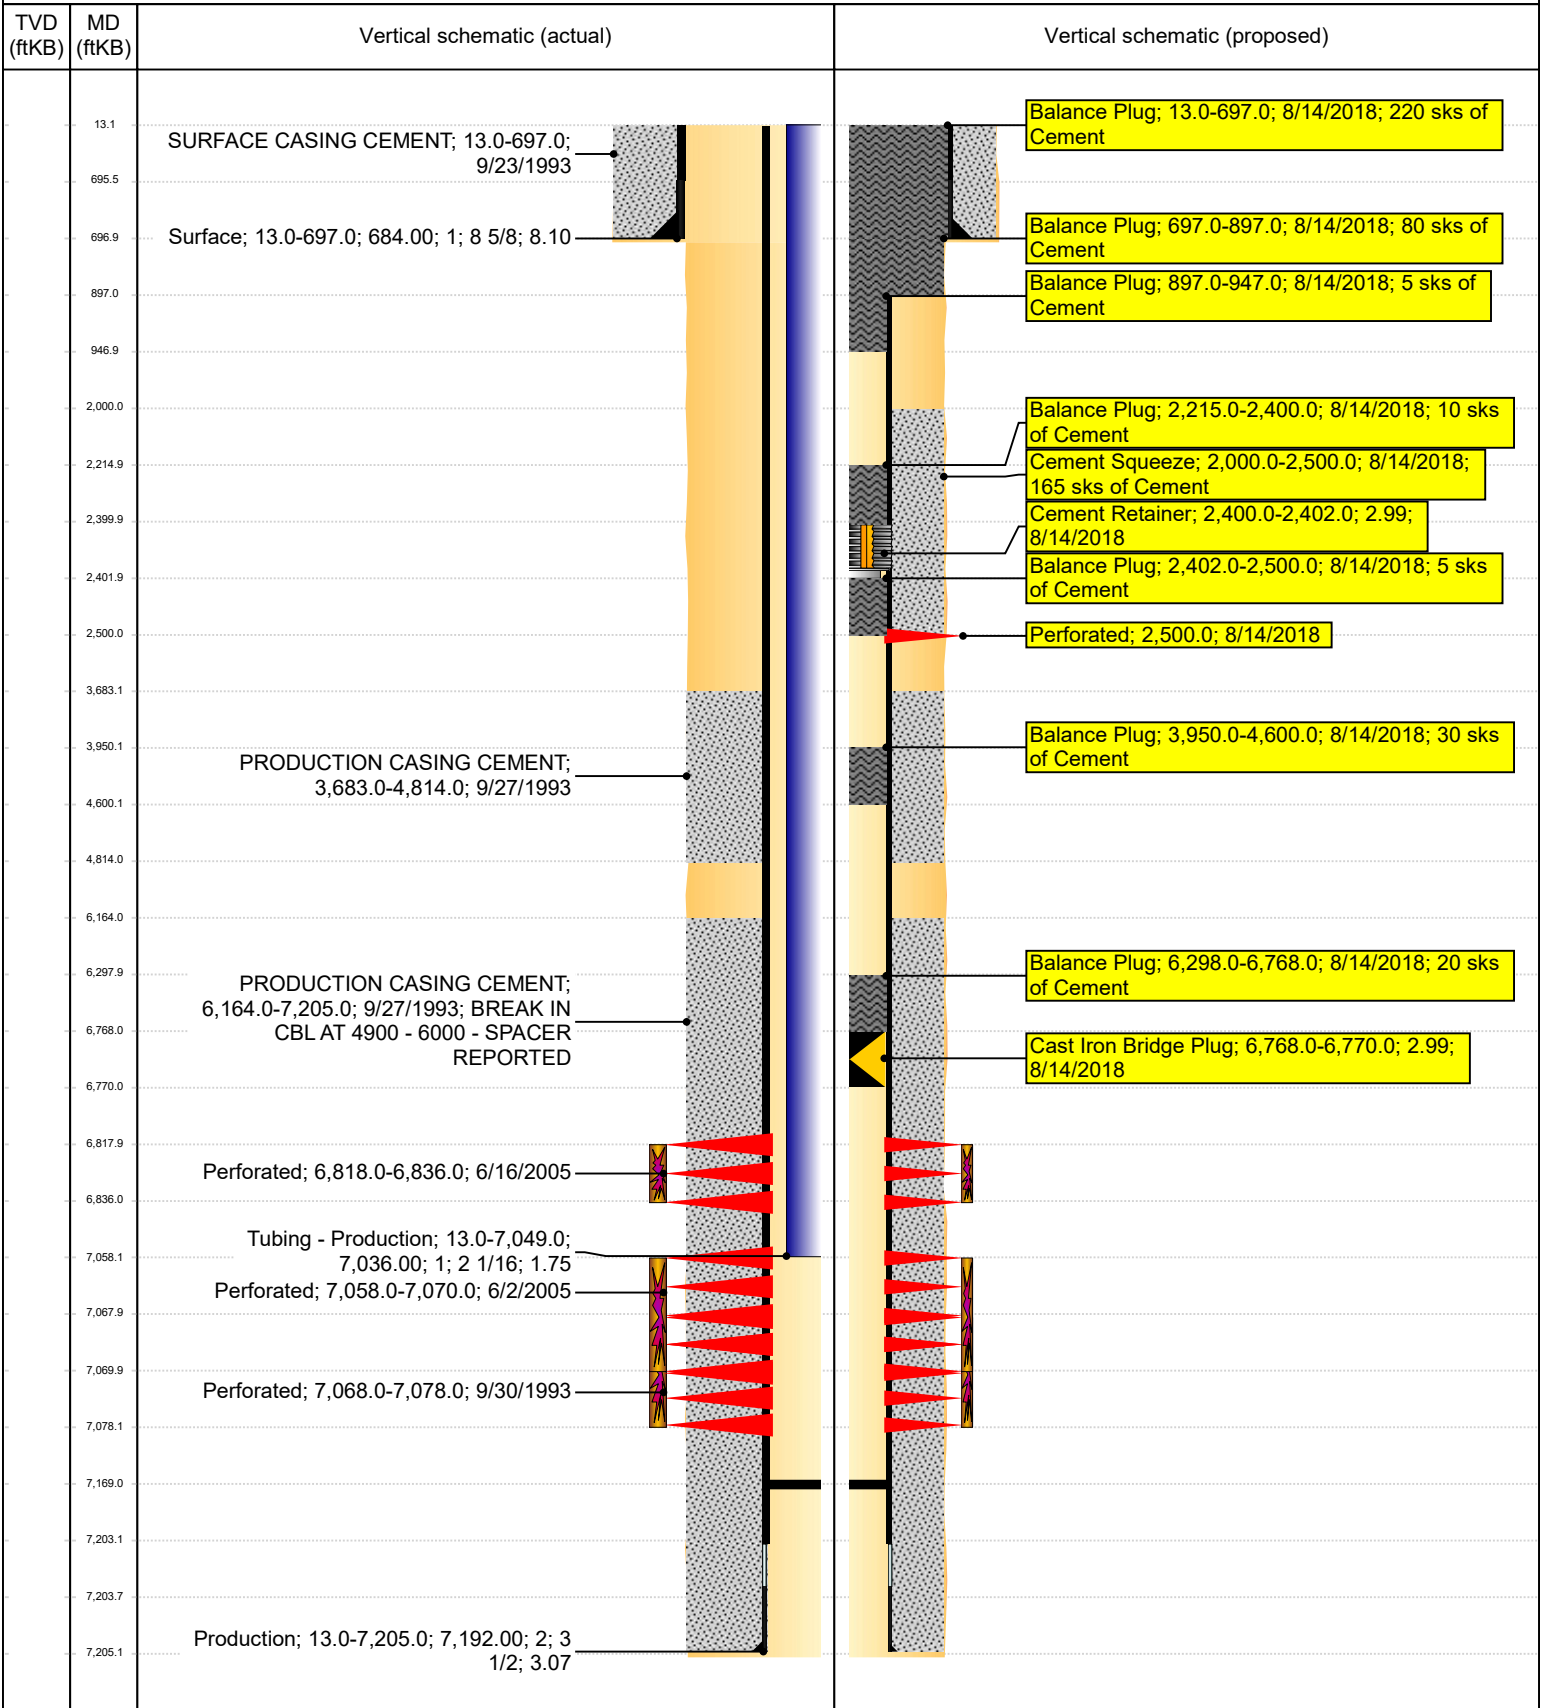 TVD
(ftKB)
MD
(ftKB)
Vertical schematic (actual)
Vertical schematic (proposed)
13.1
695.5
696.9
897.0
946.9
2,000.0
2,214.9
2,399.9
2,401.9
2,500.0
3,683.1
3,950.1
4,600.1
4,814.0
6,164.0
6,297.9
6,768.0
6,770.0
6,817.9
6,836.0
7,058.1
7,067.9
7,069.9
7,078.1
7,169.0
7,203.1
7,203.7
7,205.1
SURFACE CASING CEMENT; 13.0-697.0;
9/23/1993
Surface; 13.0-697.0; 684.00; 1; 8 5/8; 8.10
PRODUCTION CASING CEMENT;
3,683.0-4,814.0; 9/27/1993
PRODUCTION CASING CEMENT;
6,164.0-7,205.0; 9/27/1993; BREAK IN
CBL AT 4900 - 6000 - SPACER
REPORTED
Perforated; 6,818.0-6,836.0; 6/16/2005
Tubing - Production; 13.0-7,049.0;
7,036.00; 1; 2 1/16; 1.75
Perforated; 7,058.0-7,070.0; 6/2/2005
Perforated; 7,068.0-7,078.0; 9/30/1993
Production; 13.0-7,205.0; 7,192.00; 2; 3
1/2; 3.07
Balance Plug; 13.0-697.0; 8/14/2018; 220 sks of
Cement
Balance Plug; 697.0-897.0; 8/14/2018; 80 sks of
Cement
Balance Plug; 897.0-947.0; 8/14/2018; 5 sks of
Cement
Balance Plug; 2,215.0-2,400.0; 8/14/2018; 10 sks
of Cement
Cement Squeeze; 2,000.0-2,500.0; 8/14/2018;
165 sks of Cement
Cement Retainer; 2,400.0-2,402.0; 2.99;
8/14/2018
Balance Plug; 2,402.0-2,500.0; 8/14/2018; 5 sks
of Cement
Perforated; 2,500.0; 8/14/2018
Balance Plug; 3,950.0-4,600.0; 8/14/2018; 30 sks
of Cement
Balance Plug; 6,298.0-6,768.0; 8/14/2018; 20 sks
of Cement
Cast Iron Bridge Plug; 6,768.0-6,770.0; 2.99;
8/14/2018